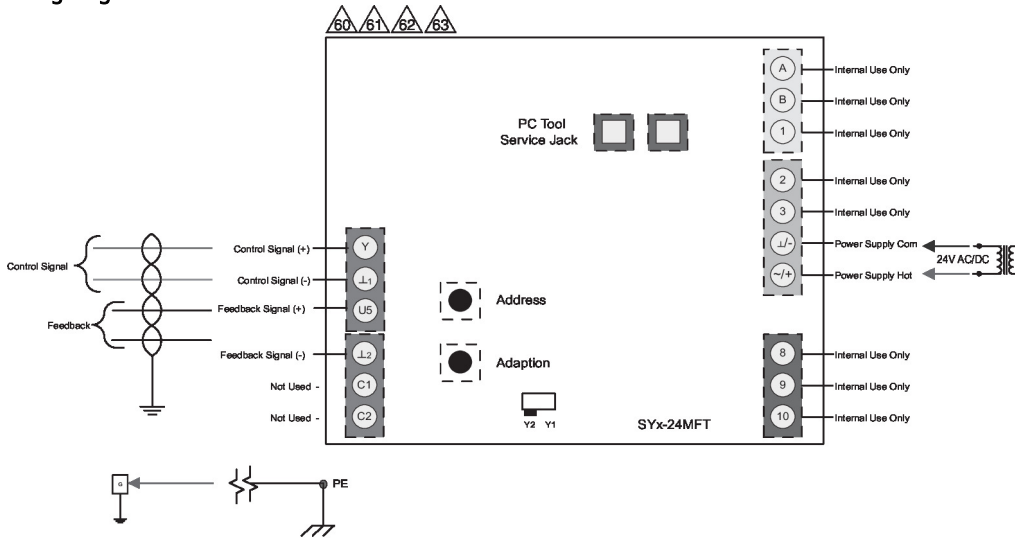 60 61 62 63
A Internal Use Only
B Internal Use Only
1 Internal Use Only
PC Tool
Service Jack
2 Internal Use Only
3 Internal Use Only
⊥/- Power Supply Com
~/+ Power Supply Hot
24V AC/DC
Control Signal
Control Signal (+) Y
Control Signal (-) ⊥1
Feedback
Feedback Signal (+) U5
Feedback Signal (-) ⊥2
Not Used - C1
Not Used - C2
Address
Adaption
Y2 Y1
SYx-24MFT
8 Internal Use Only
9 Internal Use Only
10 Internal Use Only
G
PE